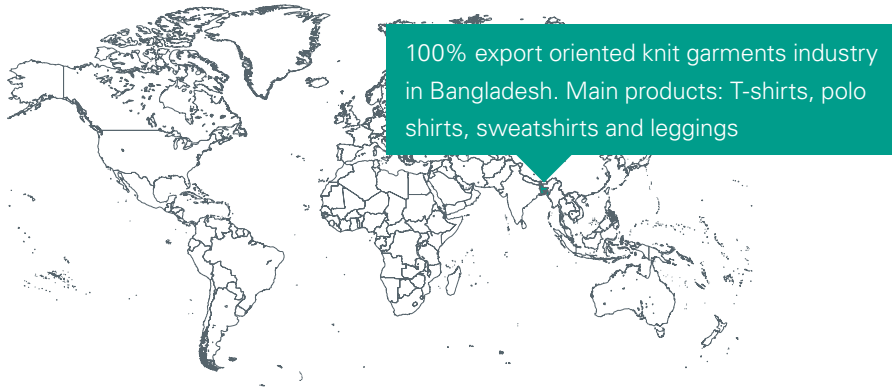 100% export oriented knit garments industry
in Bangladesh. Main products: T-shirts, polo
shirts, sweatshirts and leggings